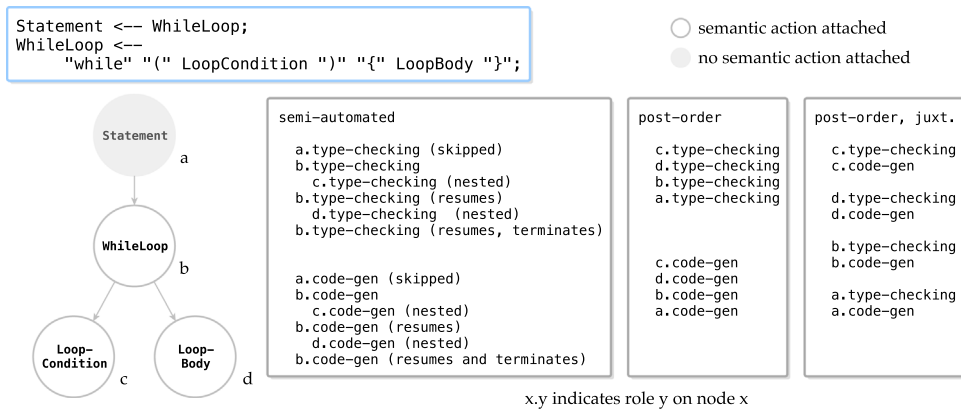 Statement <-- WhileLoop;
WhileLoop <--
"while" "(" LoopCondition ")" "{" LoopBody "}";
semantic action attached
no semantic action attached
Statement
a
WhileLoop
b
Loop-
Condition
c
Loop-
Body
d
semi-automated
a.type-checking (skipped)
b.type-checking
c.type-checking (nested)
b.type-checking (resumes)
d.type-checking (nested)
b.type-checking (resumes, terminates)
a.code-gen (skipped)
b.code-gen
c.code-gen (nested)
b.code-gen (resumes)
d.code-gen (nested)
b.code-gen (resumes and terminates)
post-order
c.type-checking
d.type-checking
b.type-checking
a.type-checking
c.code-gen
d.code-gen
b.code-gen
a.code-gen
post-order, juxt.
c.type-checking
c.code-gen
d.type-checking
d.code-gen
b.type-checking
b.code-gen
a.type-checking
a.code-gen
x.y indicates role y on node x